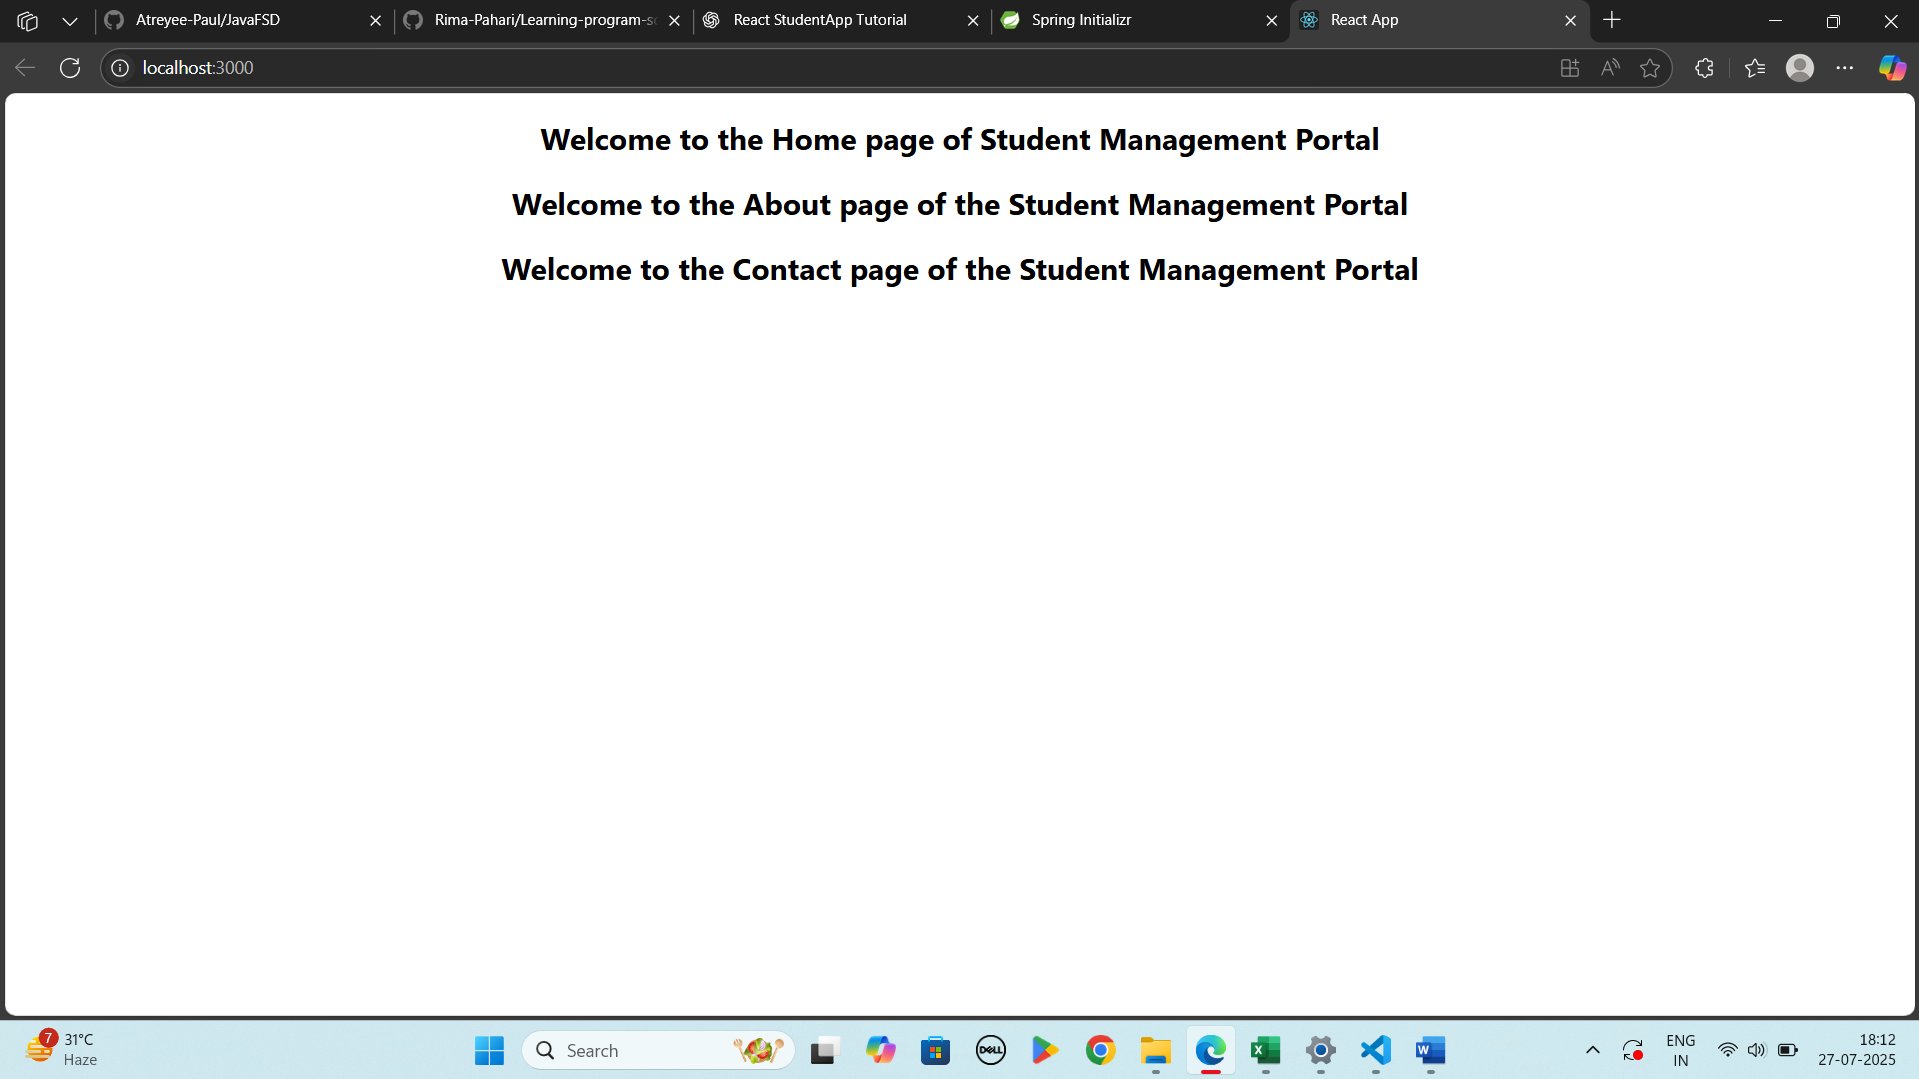 Atreyee-Paul/JavaFSD
Rima-Pahari/Learning-program-s
React StudentApp Tutorial
Spring Initializr
React App
localhost:3000
Welcome to the Home page of Student Management Portal
Welcome to the About page of the Student Management Portal
Welcome to the Contact page of the Student Management Portal
7
31°C
Haze
Search
DELL
ENG
IN
18:12
27-07-2025